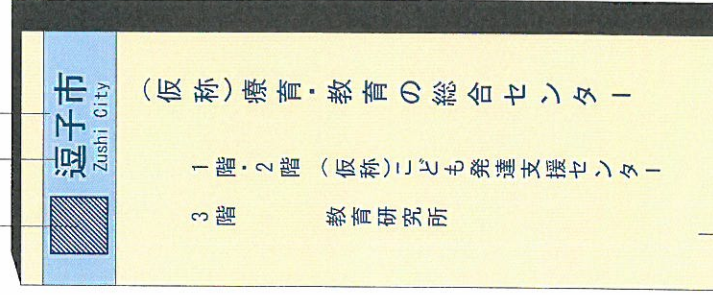 逗子市
Zushi City
（仮称）療育・教育の総合センター
1階・2階　（仮称）こども発達支援センター
3階　教育研究所